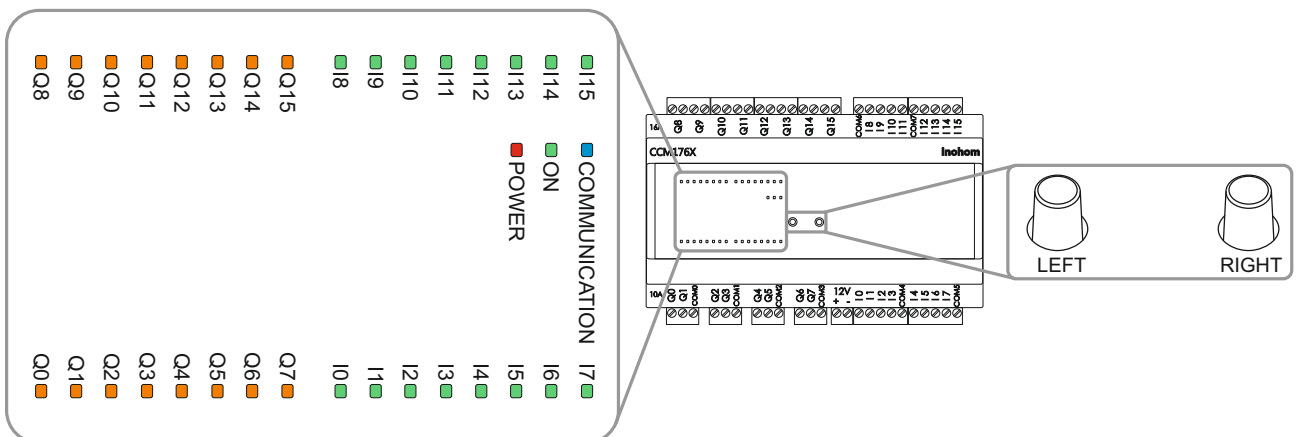 Q8 Q9 Q10 Q11 Q12 Q13 Q14 Q15 I8 I9 I10 I11 I12 I13 I14 I15
POWER ON COMMUNICATION
Q0 Q1 Q2 Q3 Q4 Q5 Q6 Q7 I0 I1 I2 I3 I4 I5 I6 I7
16A Q8 Q9 Q10 Q11 Q12 Q13 Q14 Q15 COM6 I8 I9 I10 I11 COM7 I12 I13 I14 I15
inohom
10A Q0 Q1 COM0 Q2 Q3 COM1 Q4 Q5 COM2 Q6 Q7 COM3 12V + - I0 I1 I2 I3 COM4 I4 I5 I6 I7 COM5
LEFT RIGHT